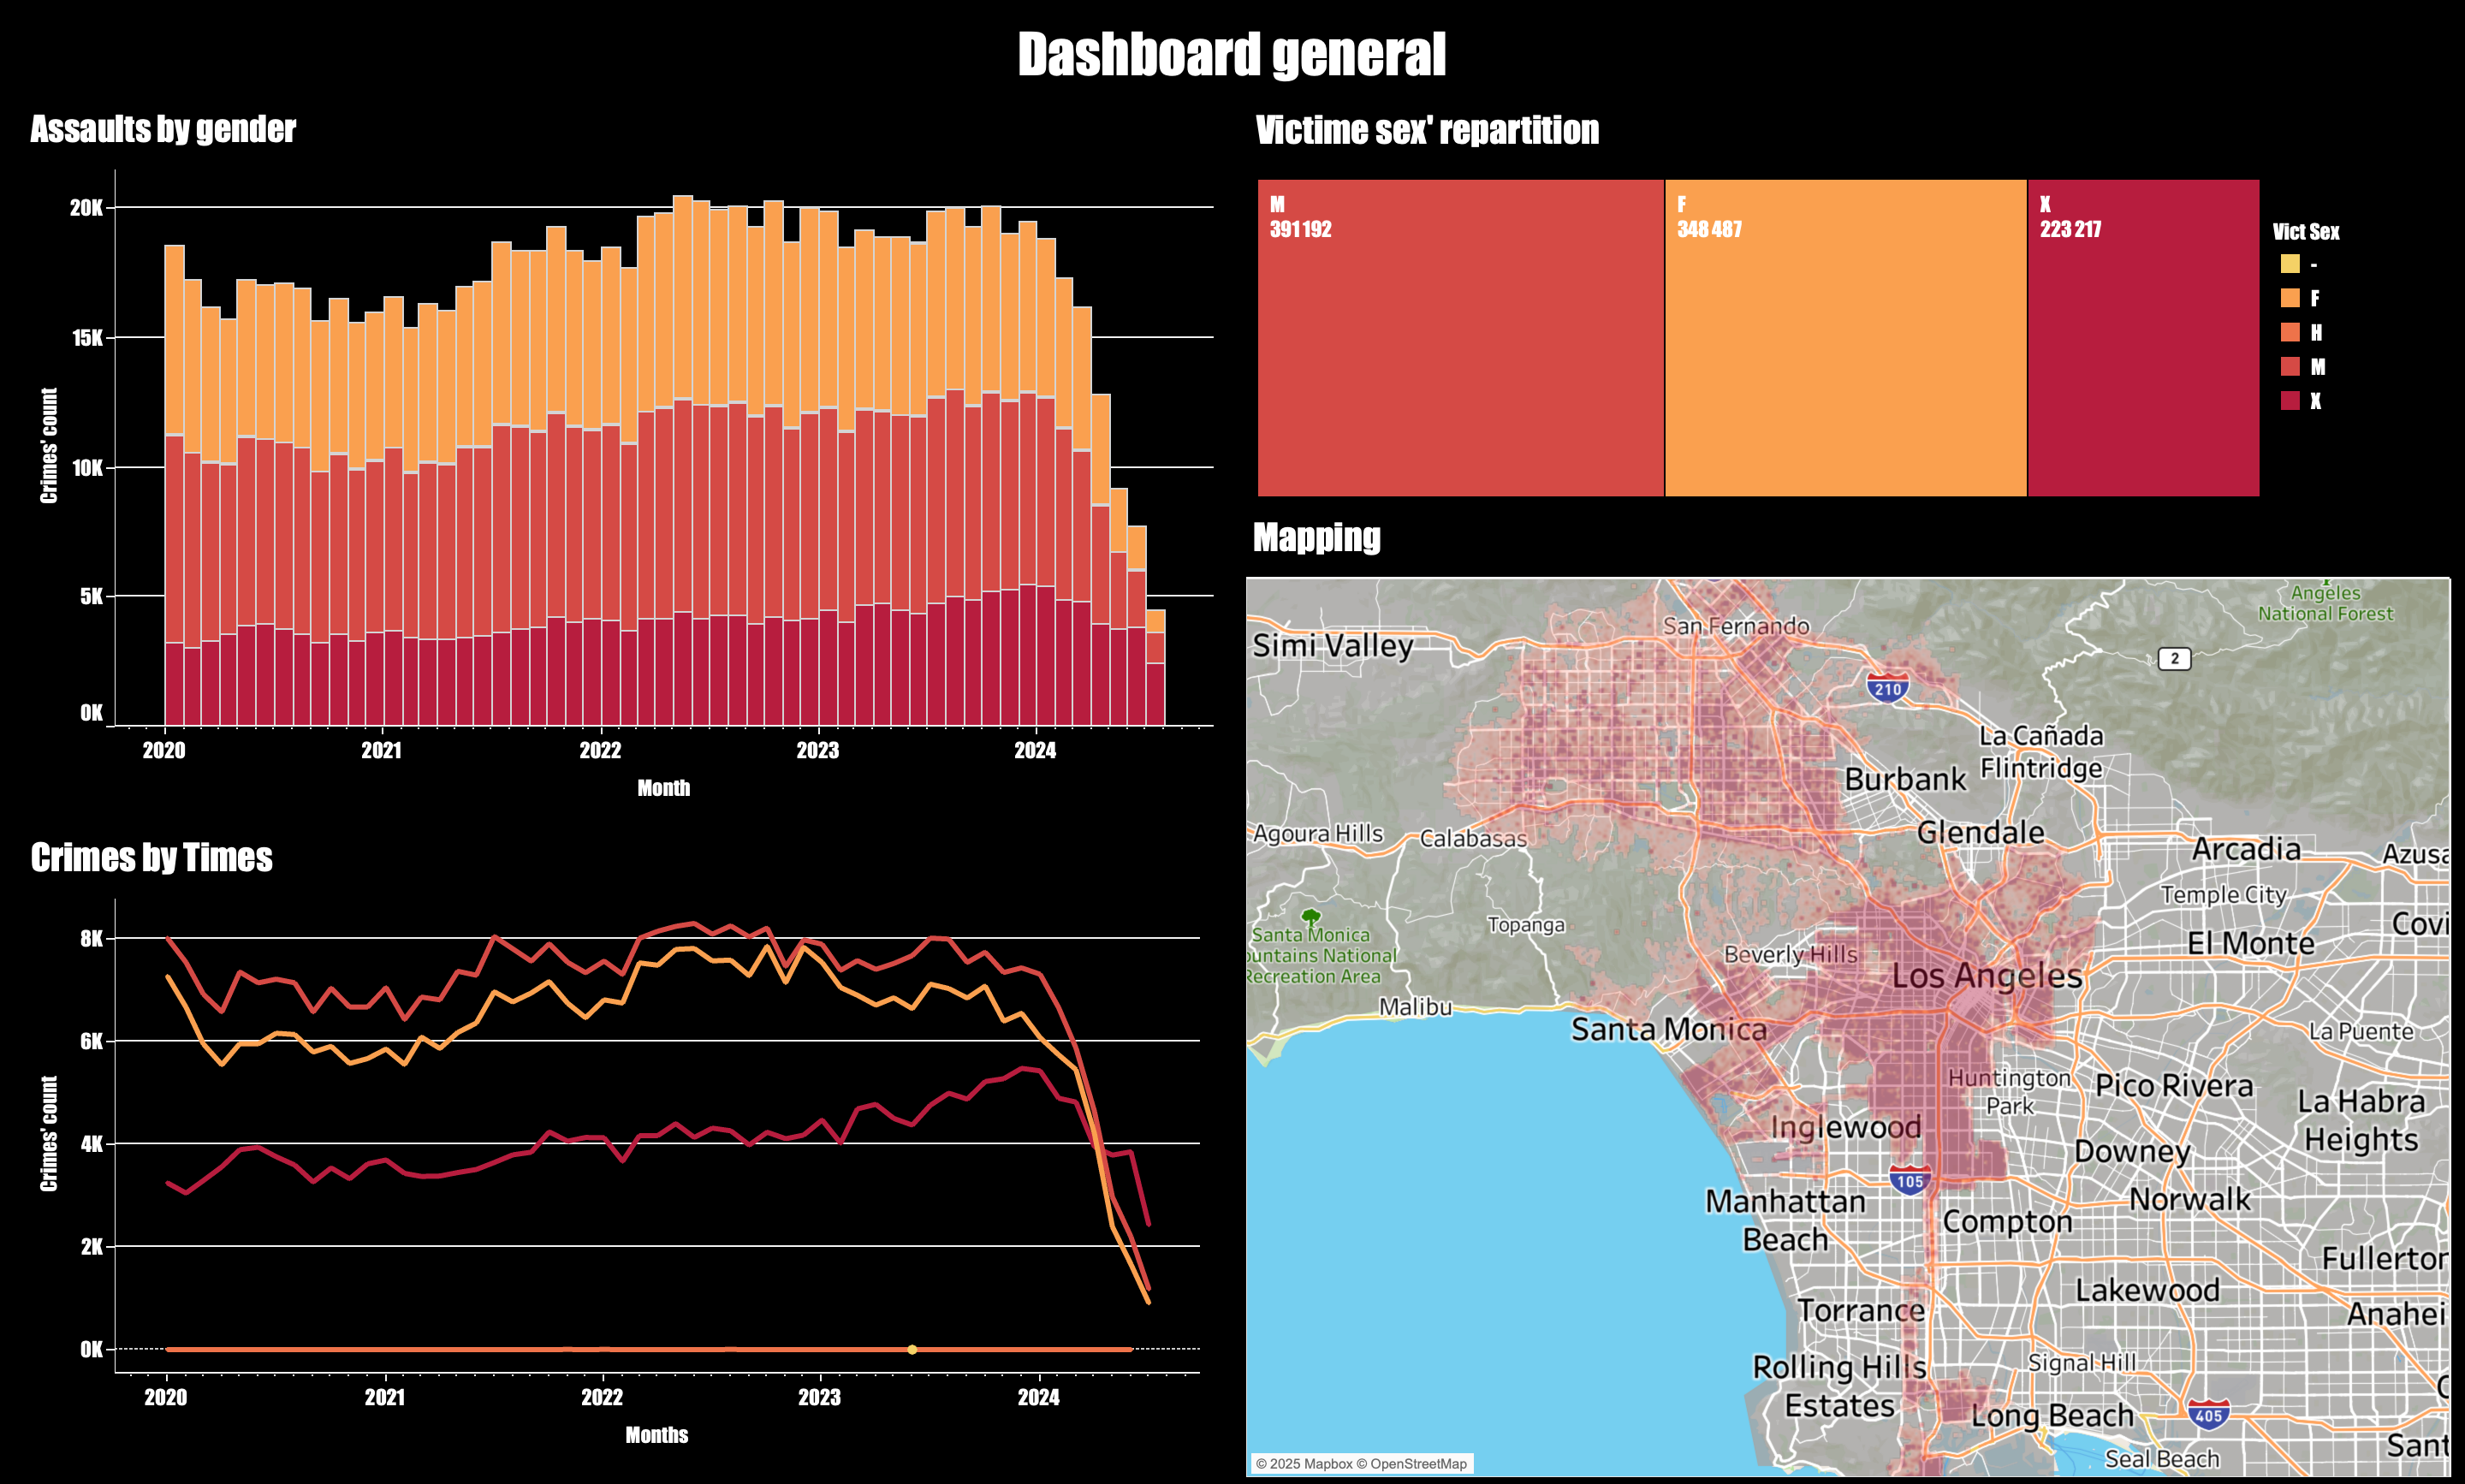 Dashboard general
Assaults by gender
20K
15K
10K
5K
0K
Crimes' count
2020
2021
2022
2023
2024
Month
Crimes by Times
8K
6K
4K
2K
0K
Crimes' count
2020
2021
2022
2023
2024
Months
Victime sex' repartition
M
391 192
F
348 487
X
223 217
Vict Sex
-
F
H
M
X
Mapping
Angeles
National Forest
San Fernando
Simi Valley
2
210
La Cañada
Flintridge
Burbank
Agoura Hills
Calabasas
Glendale
Arcadia
Azusa
Temple City
Topanga
Santa Monica
ountains National
Recreation Area
Covi
El Monte
Beverly Hills
Los Angeles
Malibu
Santa Monica
La Puente
Huntington
Park
Pico Rivera
La Habra
Heights
Inglewood
Downey
105
Manhattan
Beach
Norwalk
Compton
Fullerton
Lakewood
Torrance
Anahei
Rolling Hills
Estates
Signal Hill
Long Beach
405
Sant
Seal Beach
© 2025 Mapbox © OpenStreetMap